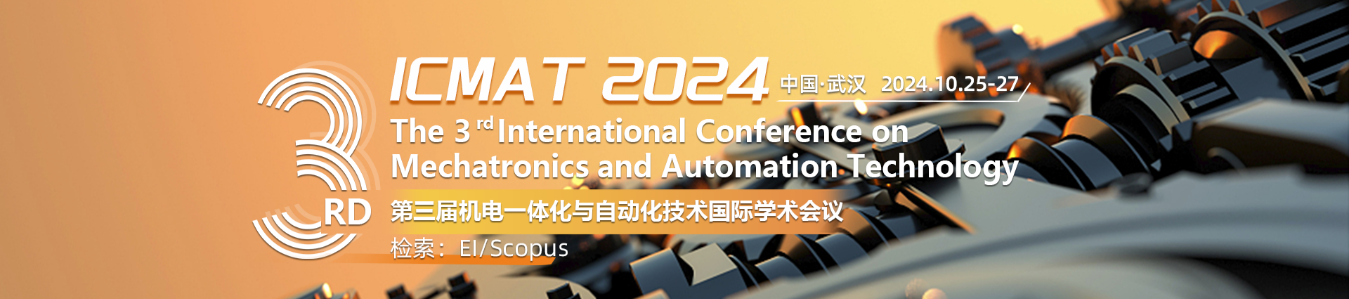 3RD
ICMAT 2024 中国·武汉 2024.10.25-27
The 3rd International Conference on
Mechatronics and Automation Technology
第三届机电一体化与自动化技术国际学术会议
检索：EI/Scopus